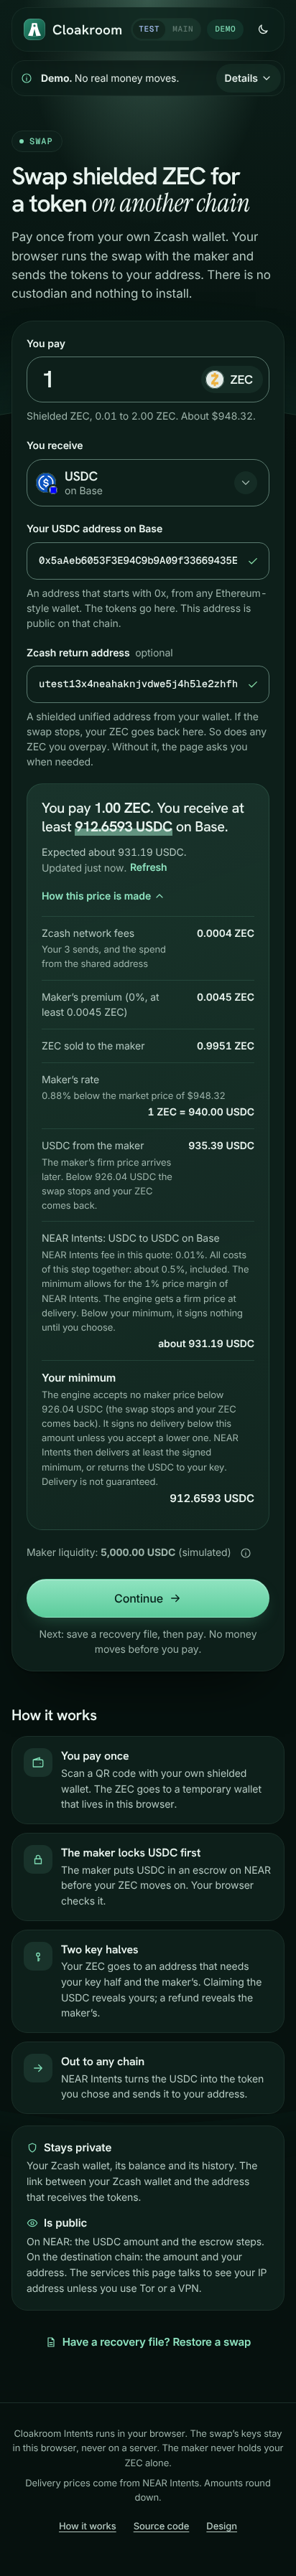 Cloakroom
TEST
MAIN
DEMO
Demo. No real money moves.
Details
SWAP
Swap shielded ZEC for
a token on another chain
Pay once from your own Zcash wallet. Your
browser runs the swap with the maker and
sends the tokens to your address. There is no
custodian and nothing to install.
You pay
1
ZEC
Shielded ZEC, 0.01 to 2.00 ZEC. About $948.32.
You receive
USDC
on Base
Your USDC address on Base
0x5aAeb6053F3E94C9b9A09f33669435E
An address that starts with 0x, from any Ethereum-
style wallet. The tokens go here. This address is
public on that chain.
Zcash return address optional
utest13x4neahaknjvdwe5j4h5le2zhfh
A shielded unified address from your wallet. If the
swap stops, your ZEC goes back here. So does any
ZEC you overpay. Without it, the page asks you
when needed.
You pay 1.00 ZEC. You receive at
least 912.6593 USDC on Base.
Expected about 931.19 USDC.
Updated just now. Refresh
How this price is made
Zcash network fees
0.0004 ZEC
Your 3 sends, and the spend
from the shared address
Maker's premium (0%, at
least 0.0045 ZEC)
0.0045 ZEC
ZEC sold to the maker
0.9951 ZEC
Maker's rate
0.88% below the market price of $948.32
1 ZEC = 940.00 USDC
USDC from the maker
935.39 USDC
The maker's firm price arrives
later. Below 926.04 USDC the
swap stops and your ZEC
comes back.
NEAR Intents: USDC to USDC on Base
NEAR Intents fee in this quote: 0.01%. All costs
of this step together: about 0.5%, included. The
minimum allows for the 1% price margin of
NEAR Intents. The engine gets a firm price at
delivery. Below your minimum, it signs nothing
until you choose.
about 931.19 USDC
Your minimum
The engine accepts no maker price below
926.04 USDC (the swap stops and your ZEC
comes back). It signs no delivery below this
amount unless you accept a lower one. NEAR
Intents then delivers at least the signed
minimum, or returns the USDC to your key.
Delivery is not guaranteed.
912.6593 USDC
Maker liquidity: 5,000.00 USDC (simulated)
Continue
Next: save a recovery file, then pay. No money
moves before you pay.
How it works
You pay once
Scan a QR code with your own shielded
wallet. The ZEC goes to a temporary wallet
that lives in this browser.
The maker locks USDC first
The maker puts USDC in an escrow on NEAR
before your ZEC moves on. Your browser
checks it.
Two key halves
Your ZEC goes to an address that needs
your key half and the maker's. Claiming the
USDC reveals yours; a refund reveals the
maker's.
Out to any chain
NEAR Intents turns the USDC into the token
you chose and sends it to your address.
Stays private
Your Zcash wallet, its balance and its history. The
link between your Zcash wallet and the address
that receives the tokens.
Is public
On NEAR: the USDC amount and the escrow steps.
On the destination chain: the amount and your
address. The services this page talks to see your IP
address unless you use Tor or a VPN.
Have a recovery file? Restore a swap
Cloakroom Intents runs in your browser. The swap's keys stay
in this browser, never on a server. The maker never holds your
ZEC alone.
Delivery prices come from NEAR Intents. Amounts round
down.
How it works
Source code
Design